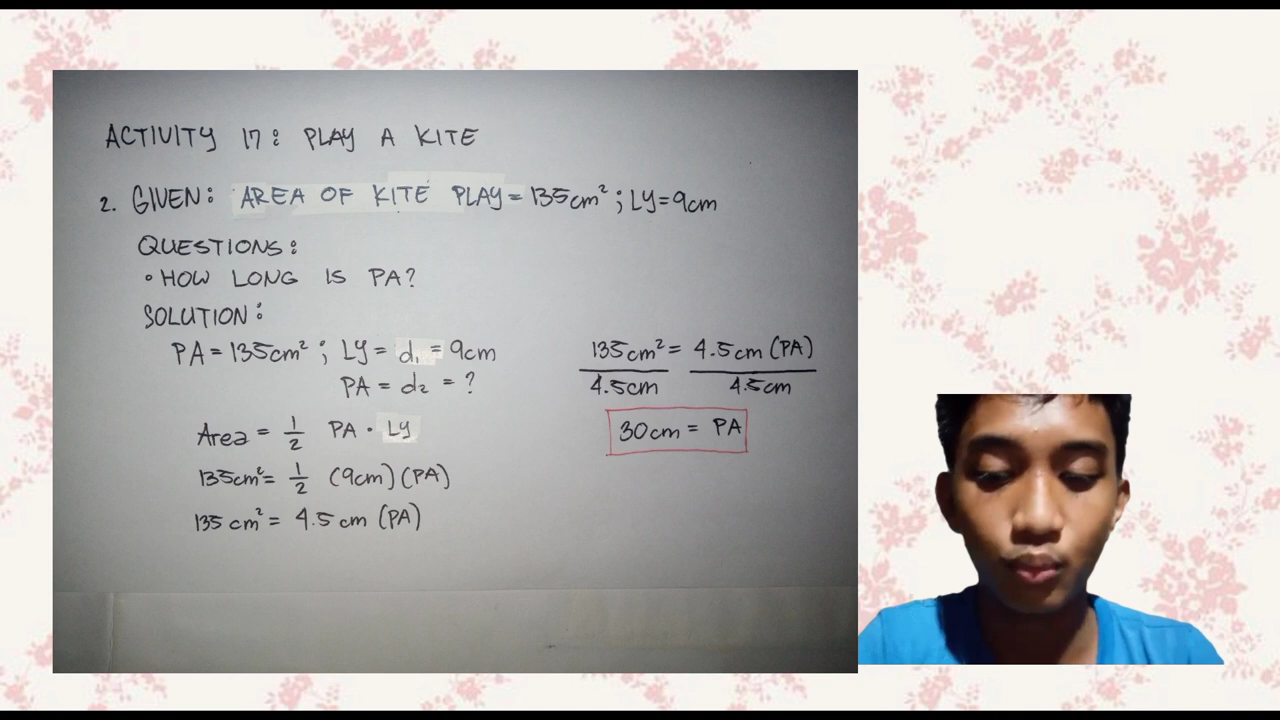 ACTIVITY 17: PLAY A KITE
2. GIVEN: AREA OF KITE PLAY = 135cm²; LY=9cm
QUESTIONS:
• HOW LONG IS PA?
SOLUTION:
PA = 135cm² ; LY = d₁ = 9cm
PA = d₂ = ?
Area = 1/2 PA · LY
135cm² = 1/2 (9cm)(PA)
135 cm² = 4.5 cm (PA)
135cm² = 4.5cm (PA)
4.5cm 4.5cm
30cm = PA